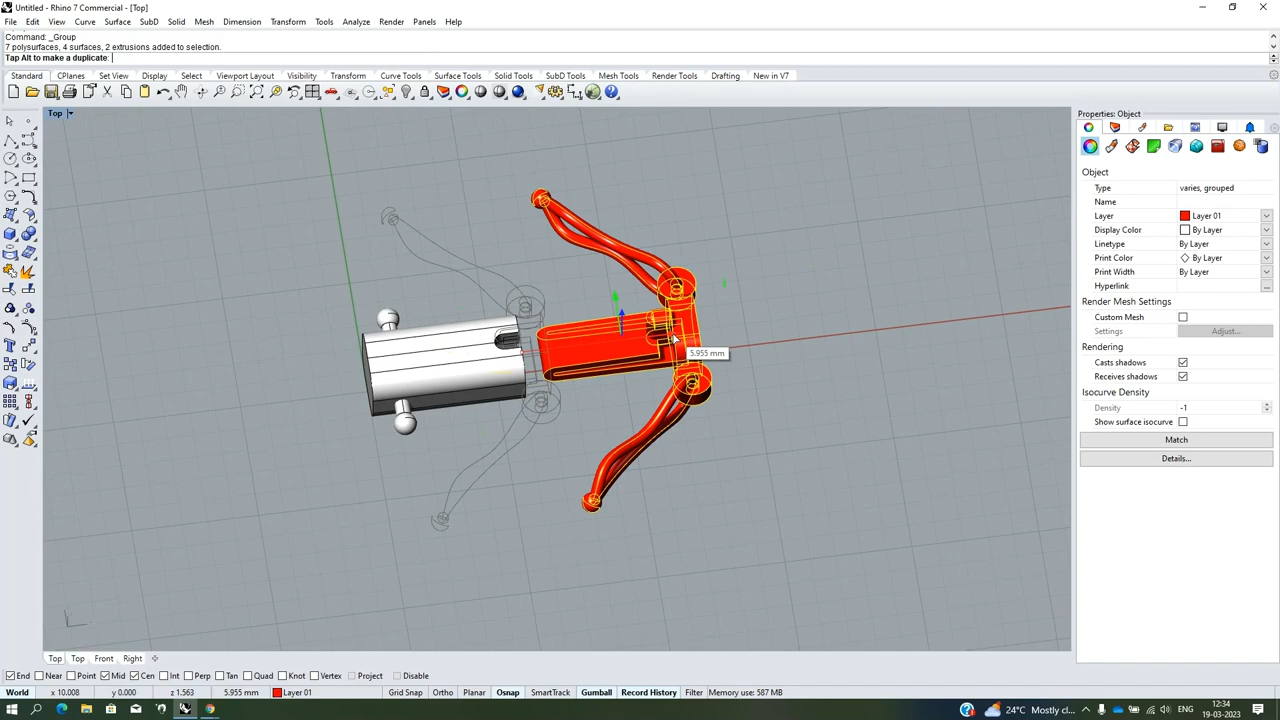 Untitled - Rhino 7 Commercial - [Top]
File Edit View Curve Surface SubD Solid Mesh Dimension Transform Tools Analyze Render Panels Help
Command: _Group
7 polysurfaces, 4 surfaces, 2 extrusions added to selection.
Tap Alt to make a duplicate:
Standard CPlanes Set View Display Select Viewport Layout Visibility Transform Curve Tools Surface Tools Solid Tools SubD Tools Mesh Tools Render Tools Drafting New in V7
Top
Properties: Object
Object
Type varies, grouped
Name
Layer Layer 01
Display Color By Layer
Linetype By Layer
Print Color By Layer
Print Width By Layer
Hyperlink ...
Render Mesh Settings
Custom Mesh
Settings Adjust...
Rendering
Casts shadows
Receives shadows
Isocurve Density
Density -1
Show surface isocurve
Match
Details...
5.955 mm
Top Top Front Right
End Near Point Mid Cen Int Perp Tan Quad Knot Vertex Project Disable
World x 10.008 y 0.000 z 1.563 5.955 mm Layer 01 Grid Snap Ortho Planar Osnap SmartTrack Gumball Record History Filter Memory use: 587 MB
24°C Mostly cl... ENG 12:34
19-03-2023